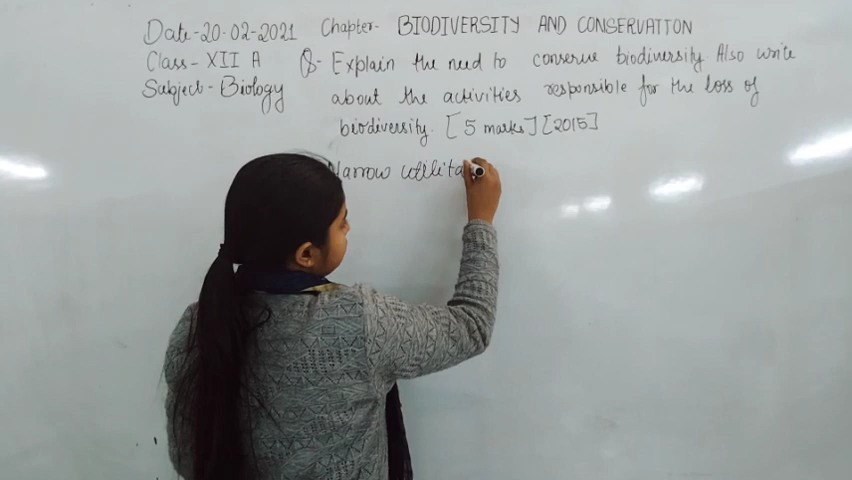 Date-20-02-2021 Chapter- BIODIVERSITY AND CONSERVATION
Class- XII A Q- Explain the need to conserve biodiversity. Also write
Subject- Biology about the activities responsible for the loss of
biodiversity. [5 marks] [2015]
Narrow utilita